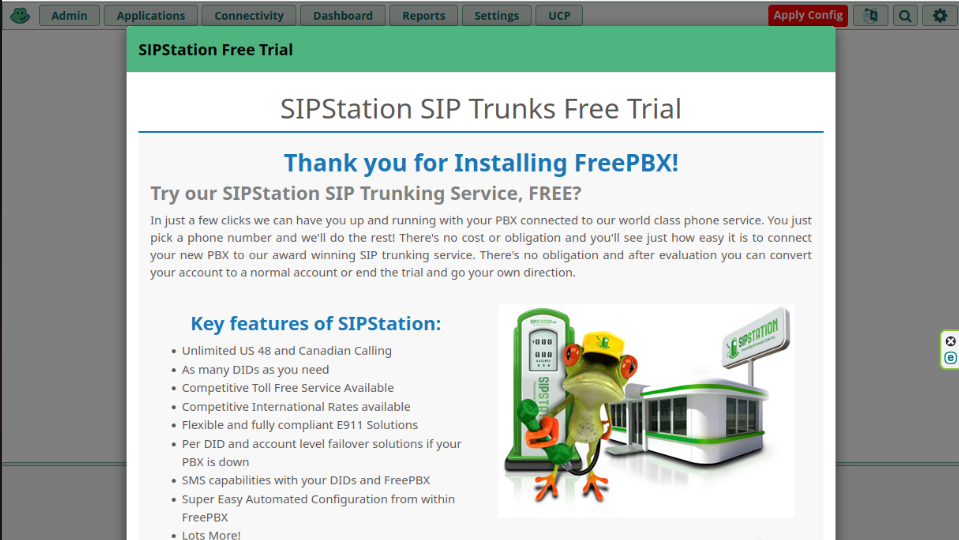 Admin Applications Connectivity Dashboard Reports Settings UCP Apply Config
SIPStation Free Trial
SIPStation SIP Trunks Free Trial
Thank you for Installing FreePBX!
Try our SIPStation SIP Trunking Service, FREE?
In just a few clicks we can have you up and running with your PBX connected to our world class phone service. You just
pick a phone number and we'll do the rest! There's no cost or obligation and you'll see just how easy it is to connect
your new PBX to our award winning SIP trunking service. There's no obligation and after evaluation you can convert
your account to a normal account or end the trial and go your own direction.
Key features of SIPStation:
Unlimited US 48 and Canadian Calling
As many DIDs as you need
Competitive Toll Free Service Available
Competitive International Rates available
Flexible and fully compliant E911 Solutions
Per DID and account level failover solutions if your
PBX is down
SMS capabilities with your DIDs and FreePBX
Super Easy Automated Configuration from within
FreePBX
Lots More!
SIPSTATION
SIPSTATION